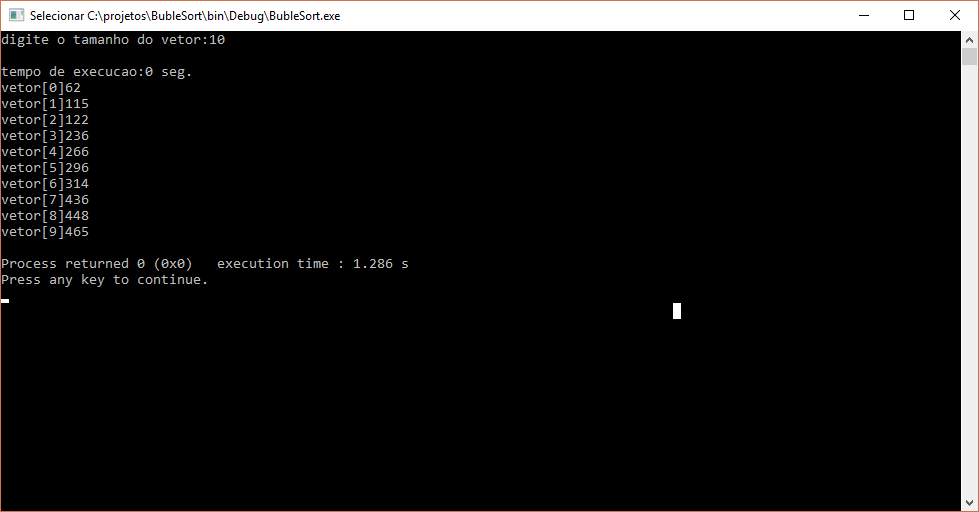 Selecionar C:\projetos\BubleSort\bin\Debug\BubleSort.exe
digite o tamanho do vetor:10
tempo de execucao:0 seg.
vetor[0]62
vetor[1]115
vetor[2]122
vetor[3]236
vetor[4]266
vetor[5]296
vetor[6]314
vetor[7]436
vetor[8]448
vetor[9]465
Process returned 0 (0x0)   execution time : 1.286 s
Press any key to continue.